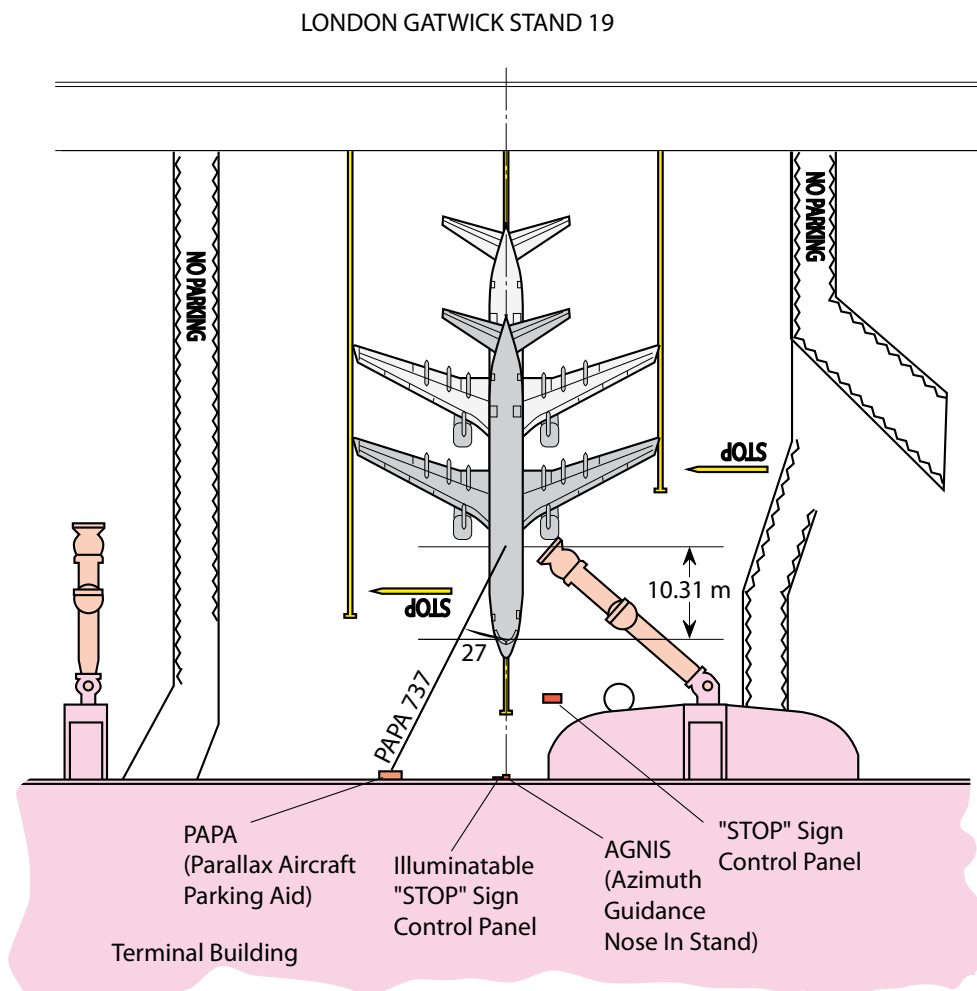 LONDON GATWICK STAND 19
NO PARKING
NO PARKING
STOP
10.31 m
STOP
27
PAPA 737
PAPA
(Parallax Aircraft
Parking Aid)
Illuminatable
"STOP" Sign
Control Panel
AGNIS
(Azimuth
Guidance
Nose In Stand)
"STOP" Sign
Control Panel
Terminal Building